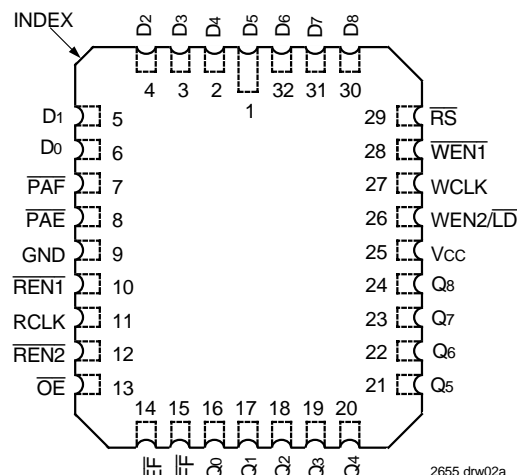 INDEX
D2 D3 D4 D5 D6 D7 D8
4 3 2 1 32 31 30
D1 5
D0 6
PAF 7
PAE 8
GND 9
REN1 10
RCLK 11
REN2 12
OE 13
29 RS
28 WEN1
27 WCLK
26 WEN2/LD
25 VCC
24 Q8
23 Q7
22 Q6
21 Q5
14 15 16 17 18 19 20
EF FF Q0 Q1 Q2 Q3 Q4
2655 drw02a